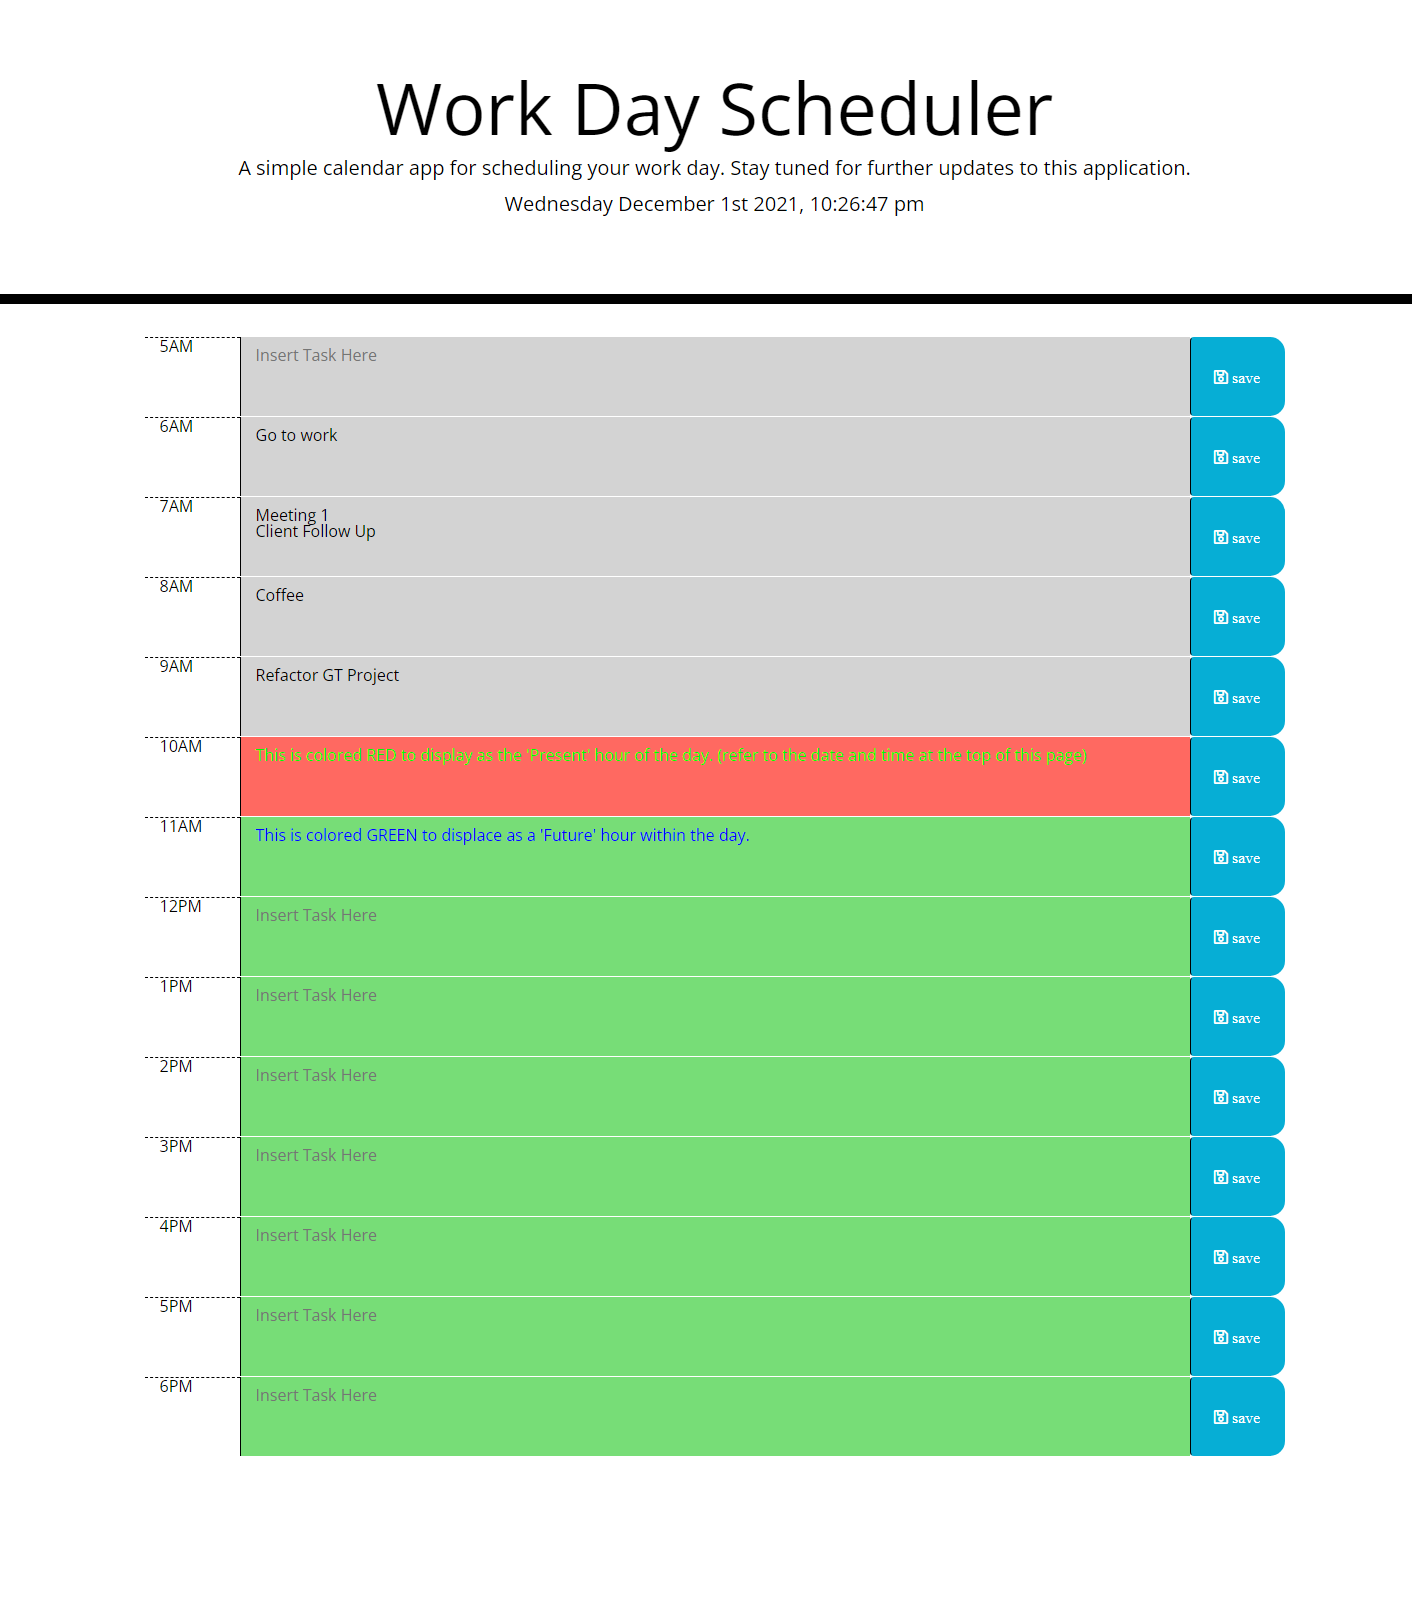 Work Day Scheduler
A simple calendar app for scheduling your work day. Stay tuned for further updates to this application.
Wednesday December 1st 2021, 10:26:47 pm
5AM
Insert Task Here
save
6AM
Go to work
save
7AM
Meeting 1
Client Follow Up
save
8AM
Coffee
save
9AM
Refactor GT Project
save
10AM
This is colored RED to display as the 'Present' hour of the day. (refer to the date and time at the top of this page)
save
11AM
This is colored GREEN to displace as a 'Future' hour within the day.
save
12PM
Insert Task Here
save
1PM
Insert Task Here
save
2PM
Insert Task Here
save
3PM
Insert Task Here
save
4PM
Insert Task Here
save
5PM
Insert Task Here
save
6PM
Insert Task Here
save